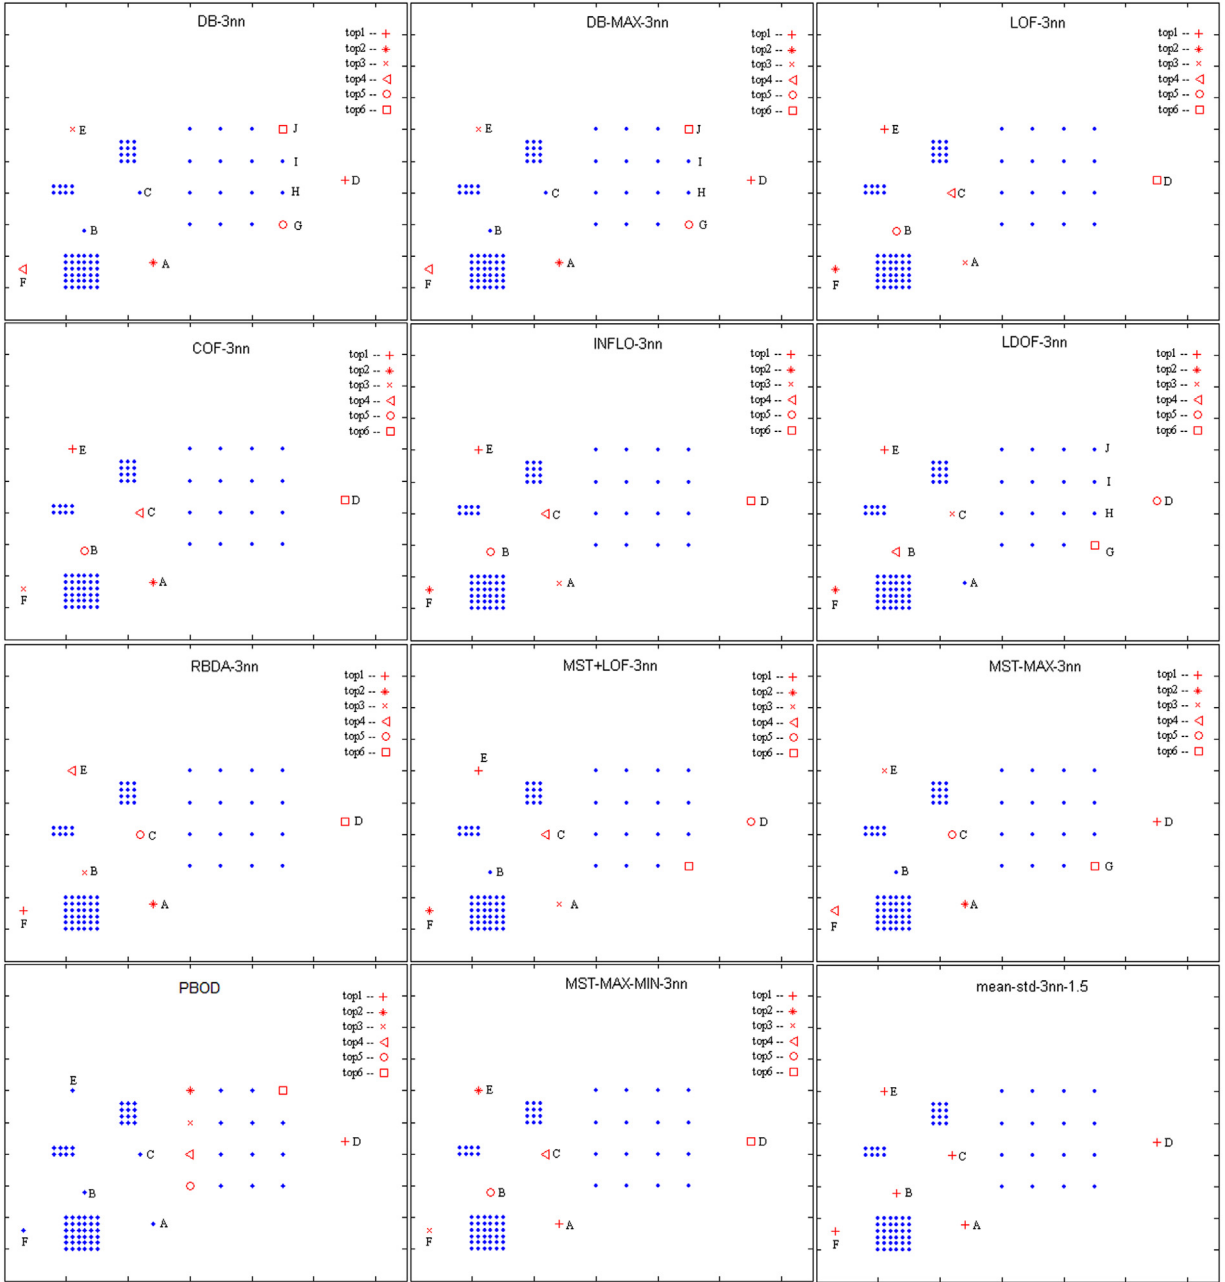 DB-3nn
top1 --
top2 --
top3 --
top4 --
top5 --
top6 --
E
J
I
D
C
H
B
G
A
F
DB-MAX-3nn
top1 --
top2 --
top3 --
top4 --
top5 --
top6 --
E
J
I
D
C
H
B
G
A
F
LOF-3nn
top1 --
top2 --
top3 --
top4 --
top5 --
top6 --
E
D
C
B
A
F
COF-3nn
top1 --
top2 --
top3 --
top4 --
top5 --
top6 --
E
D
C
B
A
F
INFLO-3nn
top1 --
top2 --
top3 --
top4 --
top5 --
top6 --
E
D
C
B
A
F
LDOF-3nn
top1 --
top2 --
top3 --
top4 --
top5 --
top6 --
E
J
I
D
C
H
B
G
A
F
RBDA-3nn
top1 --
top2 --
top3 --
top4 --
top5 --
top6 --
E
D
C
B
A
F
MST+LOF-3nn
top1 --
top2 --
top3 --
top4 --
top5 --
top6 --
E
D
C
B
A
F
MST-MAX-3nn
top1 --
top2 --
top3 --
top4 --
top5 --
top6 --
E
D
C
B
G
A
F
PBOD
top1 --
top2 --
top3 --
top4 --
top5 --
top6 --
E
D
C
B
A
F
MST-MAX-MIN-3nn
top1 --
top2 --
top3 --
top4 --
top5 --
top6 --
E
D
C
B
A
F
mean-std-3nn-1.5
E
D
C
B
A
F